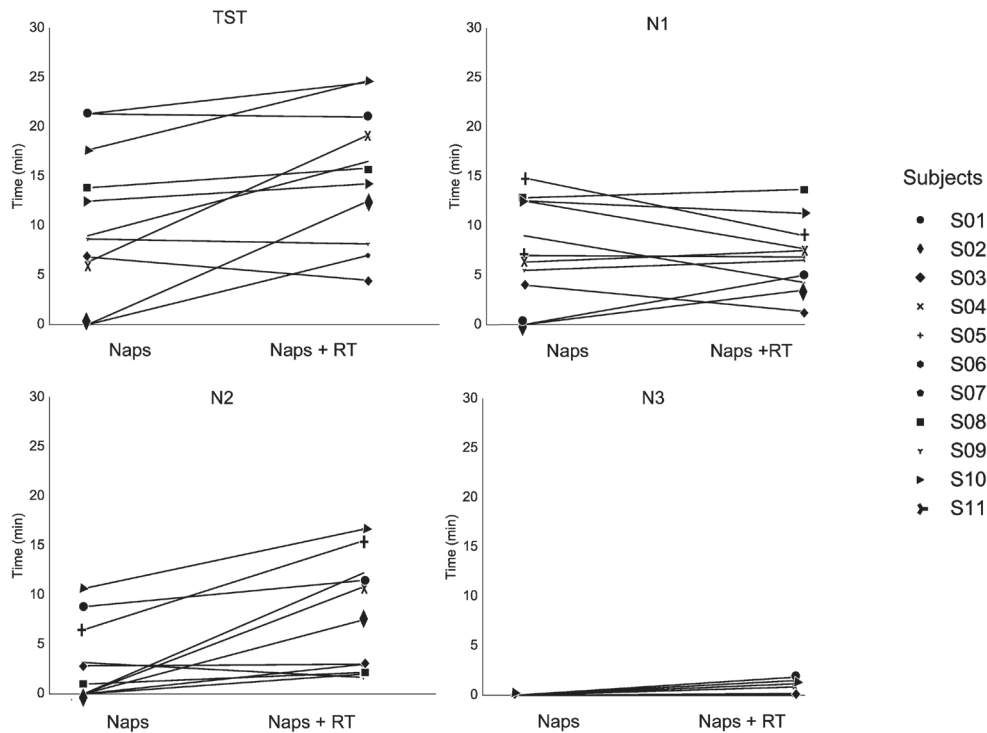 TST
30
25
20
15
10
5
0
Time (min)
Naps
Naps + RT
N1
30
25
20
15
10
5
0
Time (min)
Naps
Naps +RT
N2
30
25
20
15
10
5
0
Time (min)
Naps
Naps + RT
N3
30
25
20
15
10
5
0
Time (min)
Naps
Naps + RT
Subjects
S01
S02
S03
S04
S05
S06
S07
S08
S09
S10
S11